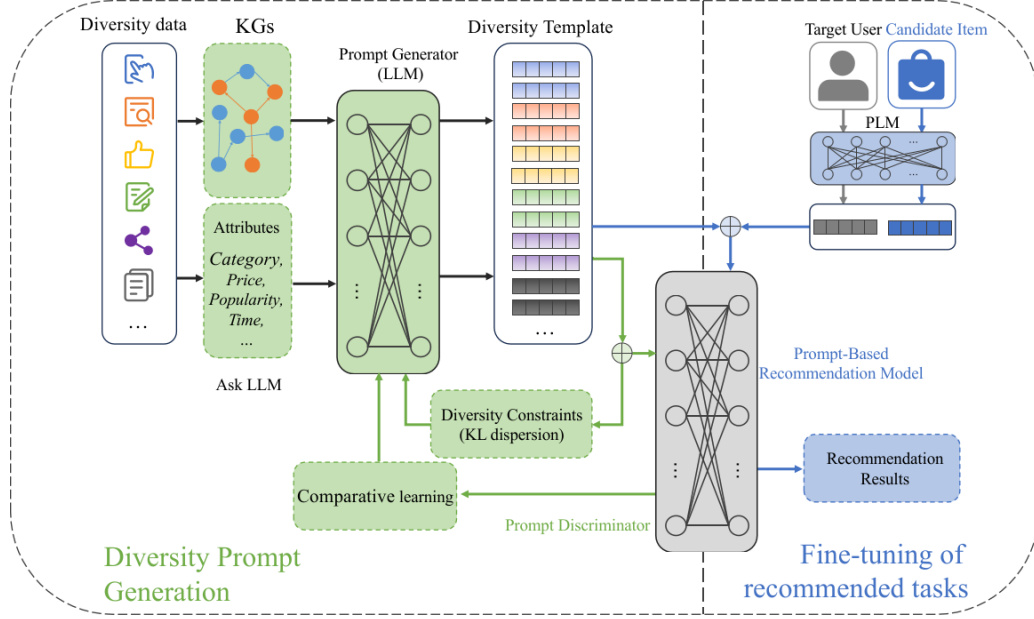 Diversity data
KGs
Prompt Generator
(LLM)
Diversity Template
Target User Candidate Item
PLM
...
Attributes
Category,
Price,
Popularity,
Time,
...
...
...
Ask LLM
Diversity Constraints
(KL dispersion)
Comparative learning
Prompt Discriminator
Prompt-Based
Recommendation Model
Recommendation
Results
Diversity Prompt
Generation
Fine-tuning of
recommended tasks